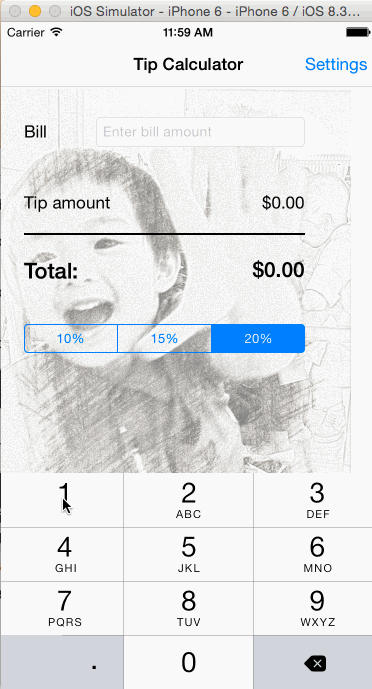 iOS Simulator - iPhone 6 - iPhone 6 / iOS 8.3...
Carrer 11:59 AM
Tip Calculator Settings
Bill Enter bill amount
Tip amount $0.00
Total: $0.00
10% 15% 20%
1 2 3
ABC DEF
4 5 6
GHI JKL MNO
7 8 9
PQRS TUV WXYZ
. 0